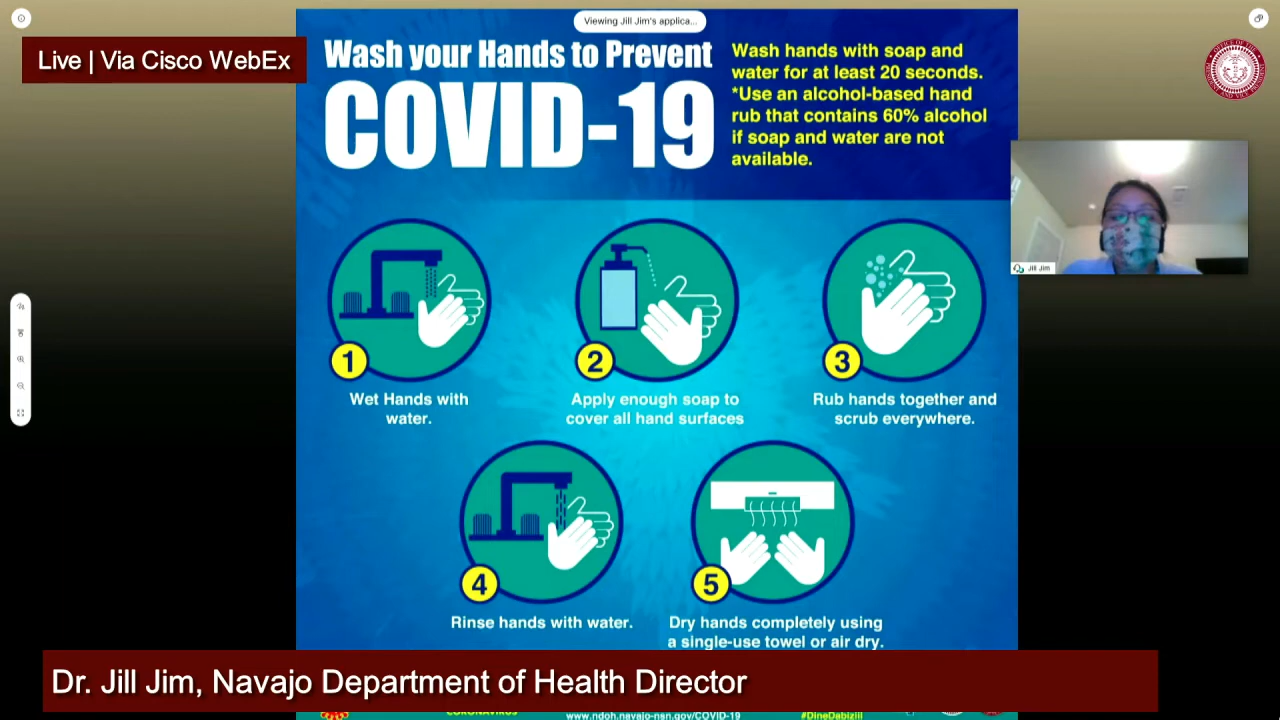 Viewing Jill Jim's applica...
Live | Via Cisco WebEx
Wash your Hands to Prevent
COVID-19
Wash hands with soap and
water for at least 20 seconds.
*Use an alcohol-based hand
rub that contains 60% alcohol
if soap and water are not
available.
Jill Jim
1
Wet Hands with
water.
2
Apply enough soap to
cover all hand surfaces
3
Rub hands together and
scrub everywhere.
4
Rinse hands with water.
5
Dry hands completely using
a single-use towel or air dry.
Dr. Jill Jim, Navajo Department of Health Director
CORONAVIRUS
www.ndoh.navajo-nsn.gov/COVID-19
#DineDabiziil